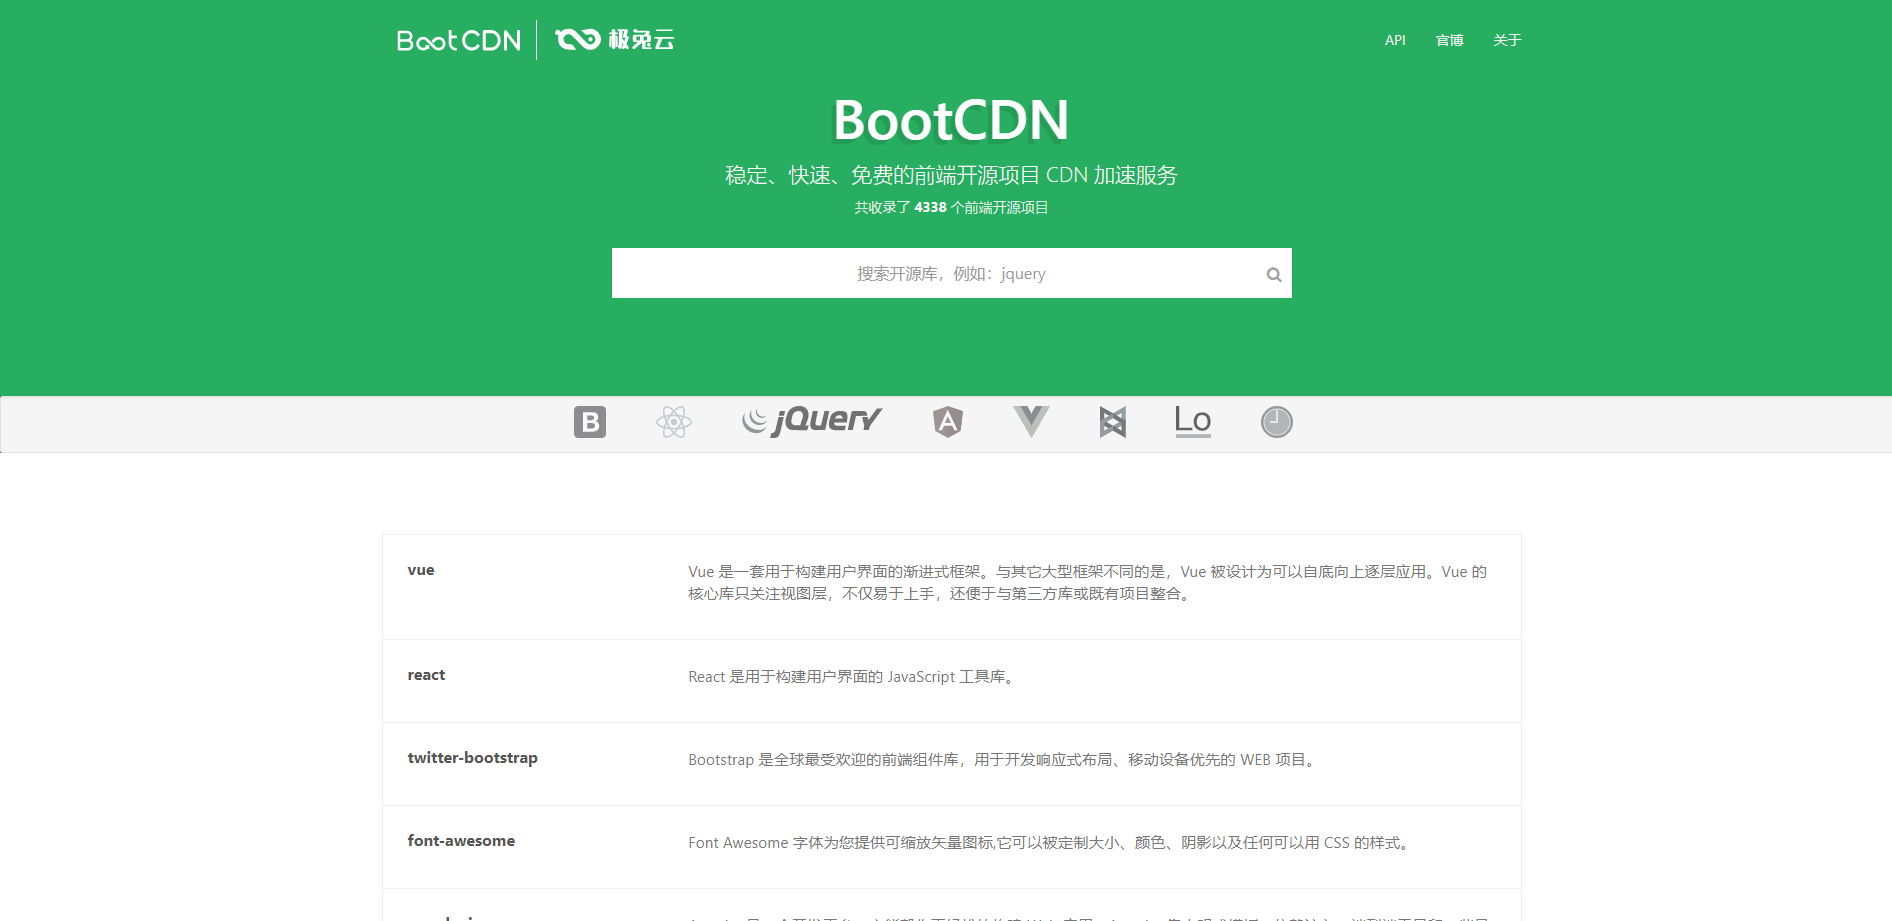 BootCDN 极兔云
API 官博 关于
BootCDN
稳定、快速、免费的前端开源项目 CDN 加速服务
共收录了 4338 个前端开源项目
搜索开源库，例如：jquery
B jQuery A Lo
vue
Vue 是一套用于构建用户界面的渐进式框架。与其它大型框架不同的是，Vue 被设计为可以自底向上逐层应用。Vue 的
核心库只关注视图层，不仅易于上手，还便于与第三方库或既有项目整合。
react
React 是用于构建用户界面的 JavaScript 工具库。
twitter-bootstrap
Bootstrap 是全球最受欢迎的前端组件库，用于开发响应式布局、移动设备优先的 WEB 项目。
font-awesome
Font Awesome 字体为您提供可缩放矢量图标,它可以被定制大小、颜色、阴影以及任何可以用 CSS 的样式。